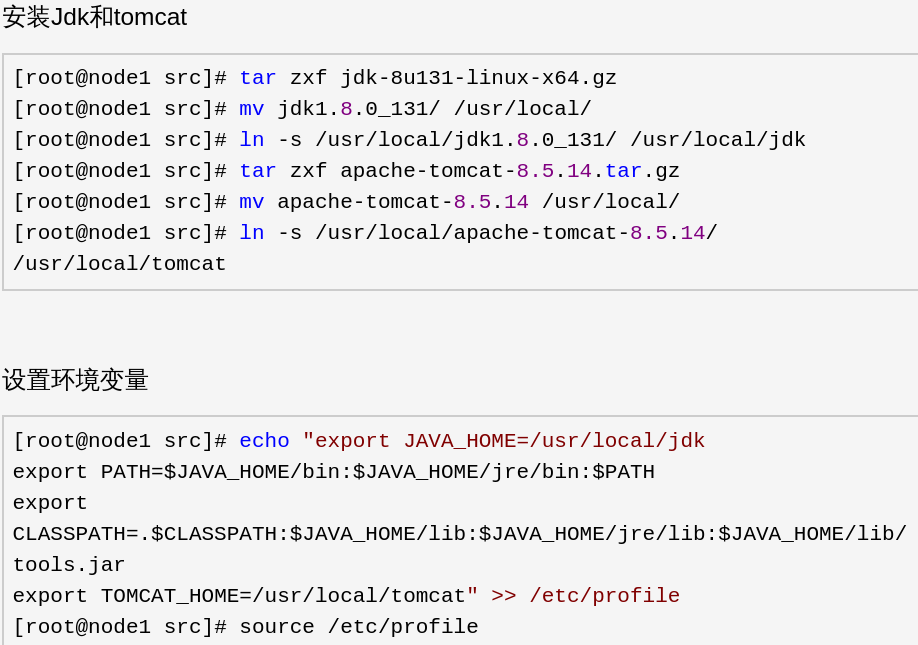 安装Jdk和tomcat
[root@node1 src]# tar zxf jdk-8u131-linux-x64.gz
[root@node1 src]# mv jdk1.8.0_131/ /usr/local/
[root@node1 src]# ln -s /usr/local/jdk1.8.0_131/ /usr/local/jdk
[root@node1 src]# tar zxf apache-tomcat-8.5.14.tar.gz
[root@node1 src]# mv apache-tomcat-8.5.14 /usr/local/
[root@node1 src]# ln -s /usr/local/apache-tomcat-8.5.14/
/usr/local/tomcat
设置环境变量
[root@node1 src]# echo "export JAVA_HOME=/usr/local/jdk
export PATH=$JAVA_HOME/bin:$JAVA_HOME/jre/bin:$PATH
export
CLASSPATH=.$CLASSPATH:$JAVA_HOME/lib:$JAVA_HOME/jre/lib:$JAVA_HOME/lib/
tools.jar
export TOMCAT_HOME=/usr/local/tomcat" >> /etc/profile
[root@node1 src]# source /etc/profile